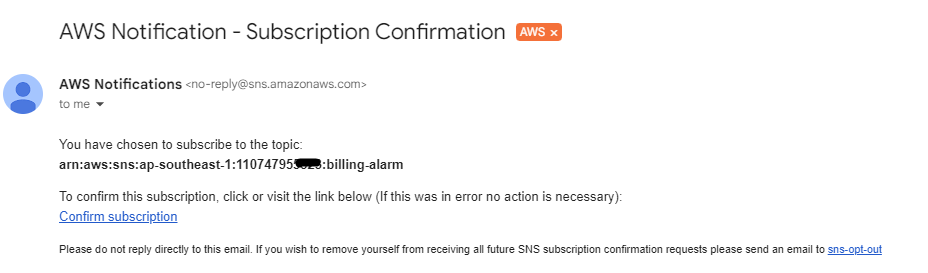 AWS Notification - Subscription Confirmation AWS x
AWS Notifications <no-reply@sns.amazonaws.com>
to me
You have chosen to subscribe to the topic:
arn:aws:sns:ap-southeast-1:110747955 :billing-alarm
To confirm this subscription, click or visit the link below (If this was in error no action is necessary):
Confirm subscription
Please do not reply directly to this email. If you wish to remove yourself from receiving all future SNS subscription confirmation requests please send an email to sns-opt-out